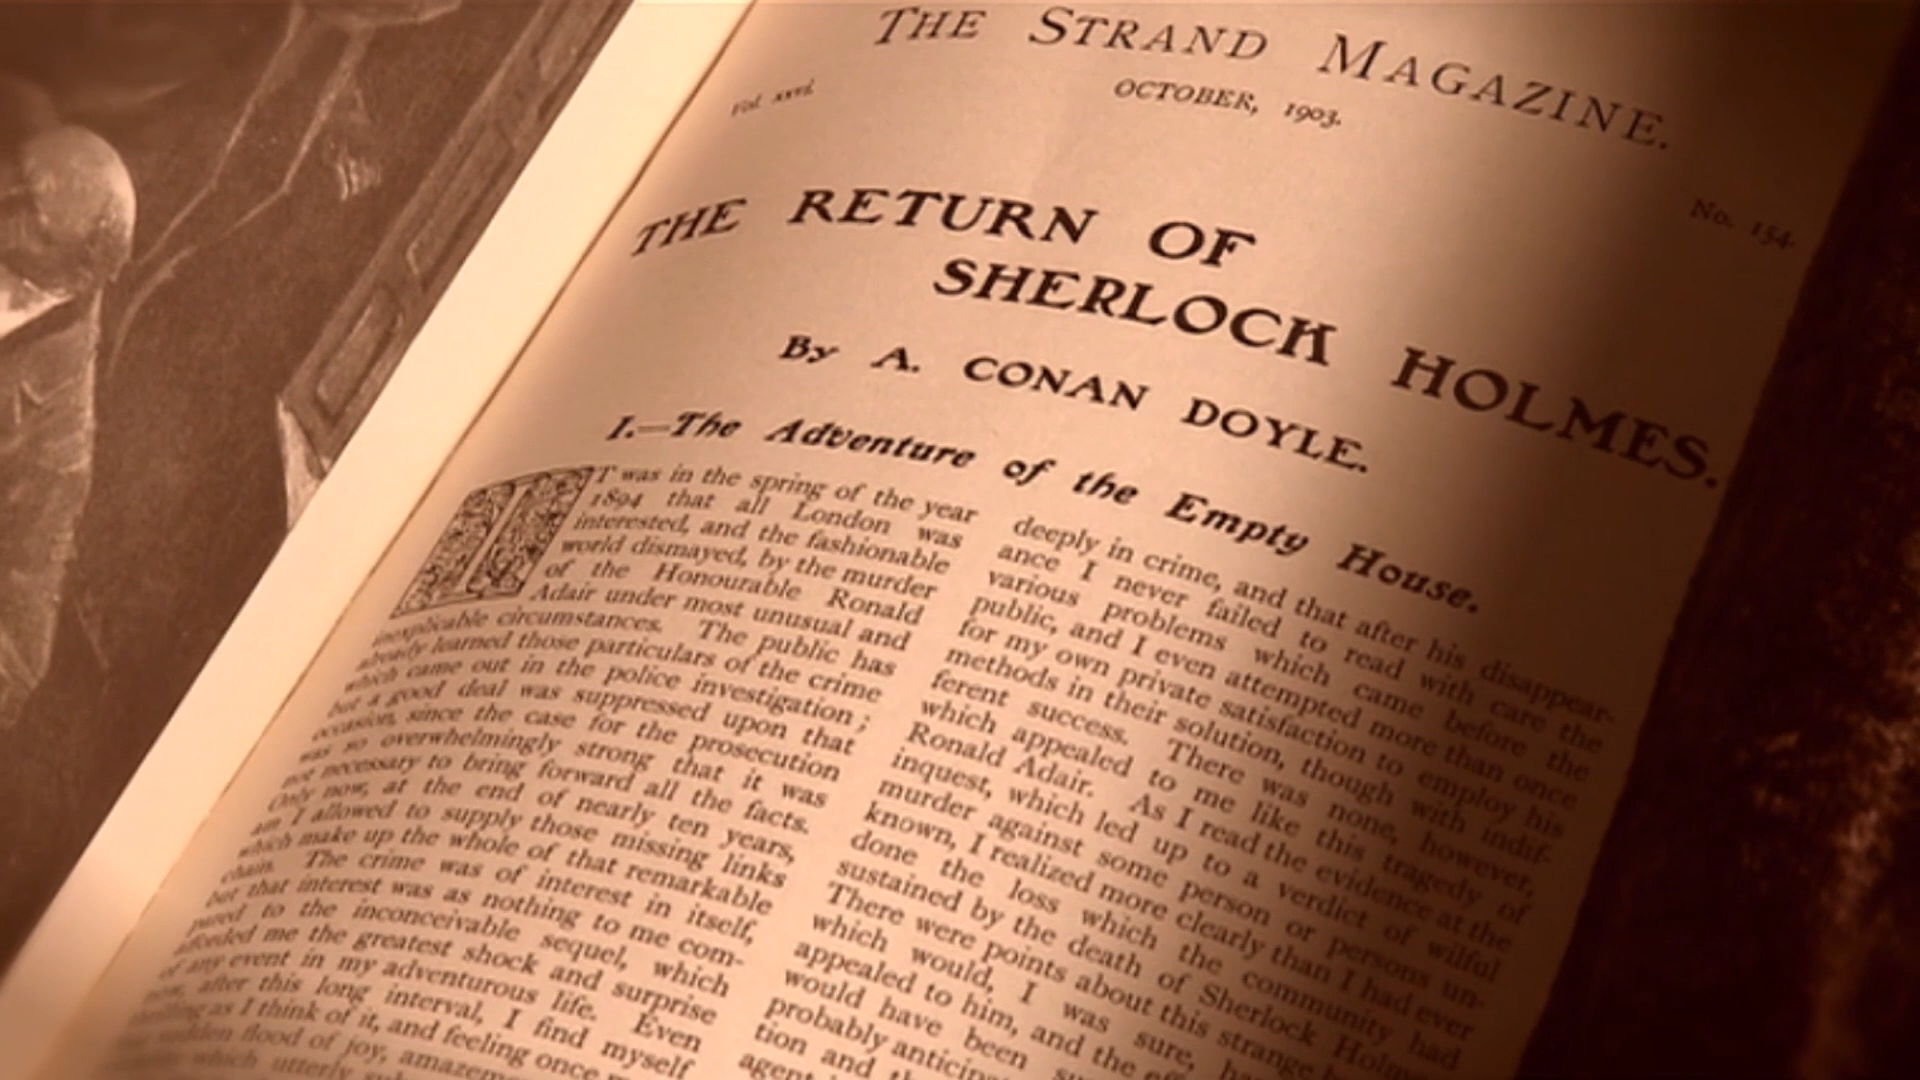 THE STRAND MAGAZINE.
Vol. xxvi.
OCTOBER, 1903.
No. 154.
THE RETURN OF
SHERLOCK HOLMES.
By A. CONAN DOYLE.
I.—The Adventure of the Empty House.
IT was in the spring of the year
1894 that all London was
interested, and the fashionable
world dismayed, by the murder
of the Honourable Ronald
Adair under most unusual and
inexplicable circumstances. The public has
already learned those particulars of the crime
which came out in the police investigation;
but a good deal was suppressed upon that
occasion, since the case for the prosecution
was so overwhelmingly strong that it was
not necessary to bring forward all the facts.
Only now, at the end of nearly ten years,
am I allowed to supply those missing links
which make up the whole of that remarkable
chain. The crime was of interest in itself,
but that interest was as nothing to me com-
pared to the inconceivable sequel, which
afforded me the greatest shock and surprise
of any event in my adventurous life. Even
now, after this long interval, I find myself
thrilling as I think of it, and feeling once
sudden flood of joy, amazem
which utterly
deeply in crime, and that after his disappear-
ance I never failed to read with care the
various problems which came before the
public, and I even attempted more than once
for my own private satisfaction to employ his
methods in their solution, though with indif-
ferent success. There was none, however,
which appealed to me like this tragedy of
Ronald Adair. As I read the evidence at the
inquest, which led up to a verdict of wilful
murder against some person or persons un-
known, I realized more clearly than I had ever
done the loss which the community had
sustained by the death of Sherlock Holmes.
There were points about this strange
which would, I was sure,
appealed to him, and the
would have been
probably anticipat
tion and
agent